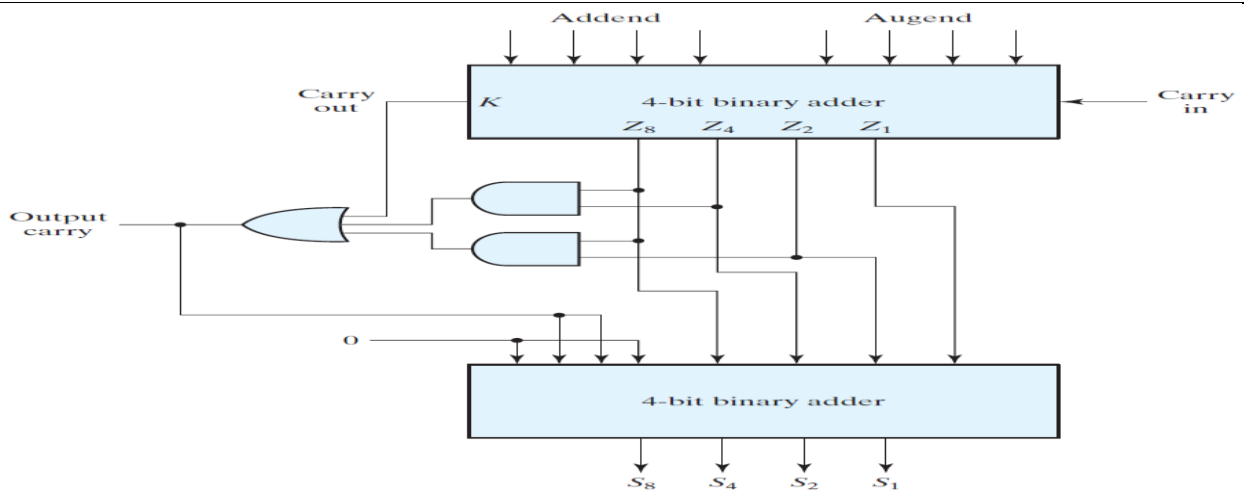 Addend Augend
Carry out
K 4-bit binary adder
Carry in
Z8 Z4 Z2 Z1
Output carry
0
4-bit binary adder
S8 S4 S2 S1